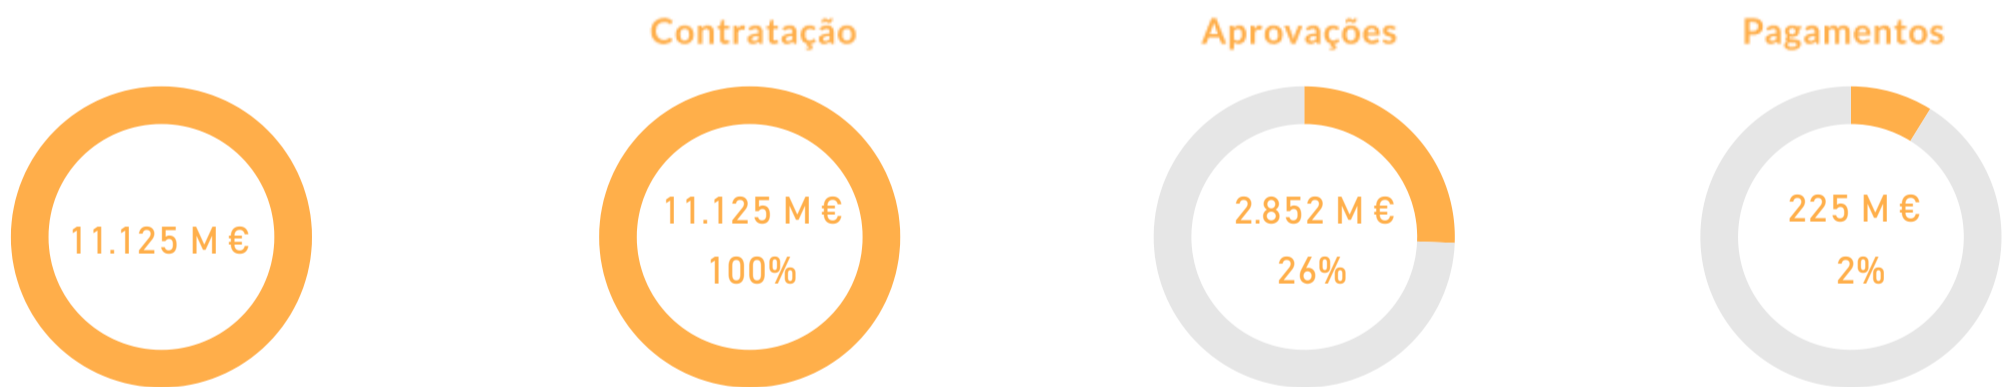 Contratação
Aprovações
Pagamentos
11.125 M €
11.125 M €
100%
2.852 M €
26%
225 M €
2%